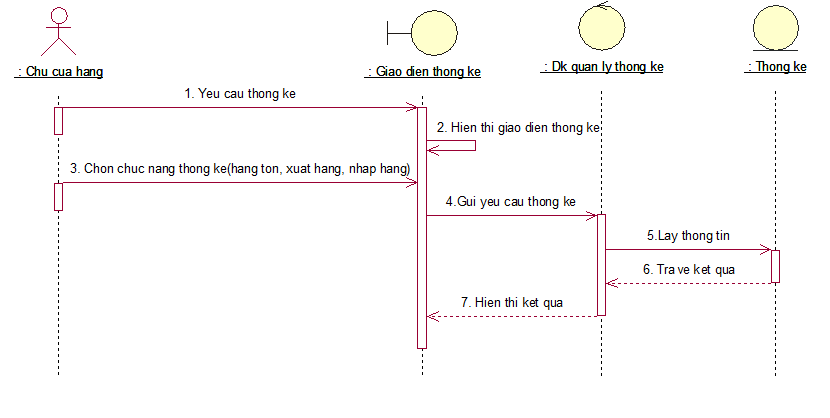 : Chu cua hang
: Giao dien thong ke
: Dk quan ly thong ke
: Thong ke
1. Yeu cau thong ke
2. Hien thi giao dien thong ke
3. Chon chuc nang thong ke(hang ton, xuat hang, nhap hang)
4.Gui yeu cau thong ke
5.Lay thong tin
6. Tra ve ket qua
7. Hien thi ket qua